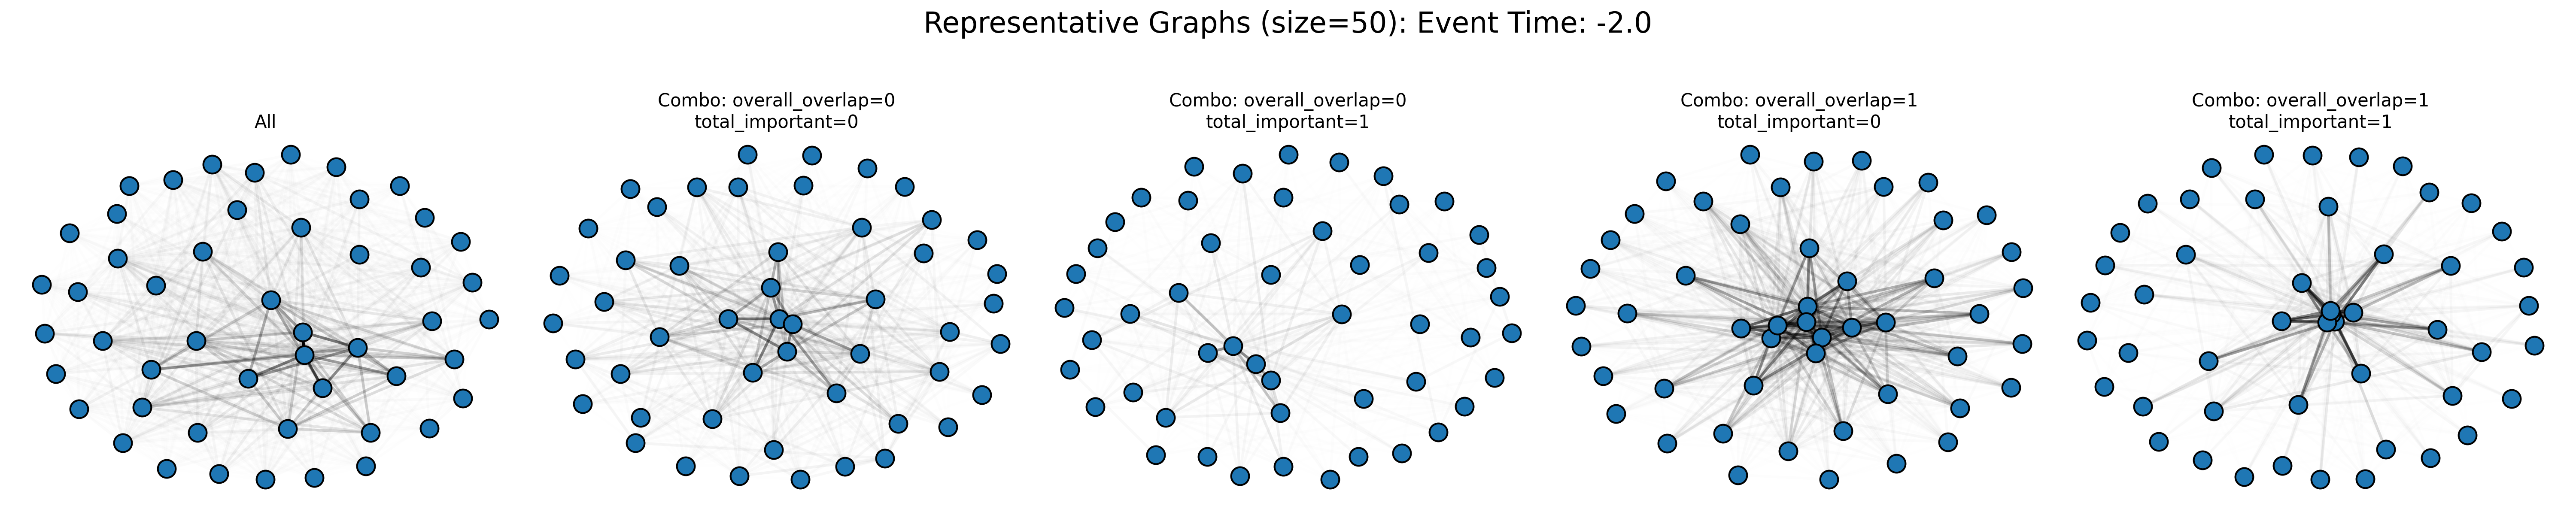 Representative Graphs (size=50): Event Time: -2.0
All
Combo: overall_overlap=0
total_important=0
Combo: overall_overlap=0
total_important=1
Combo: overall_overlap=1
total_important=0
Combo: overall_overlap=1
total_important=1